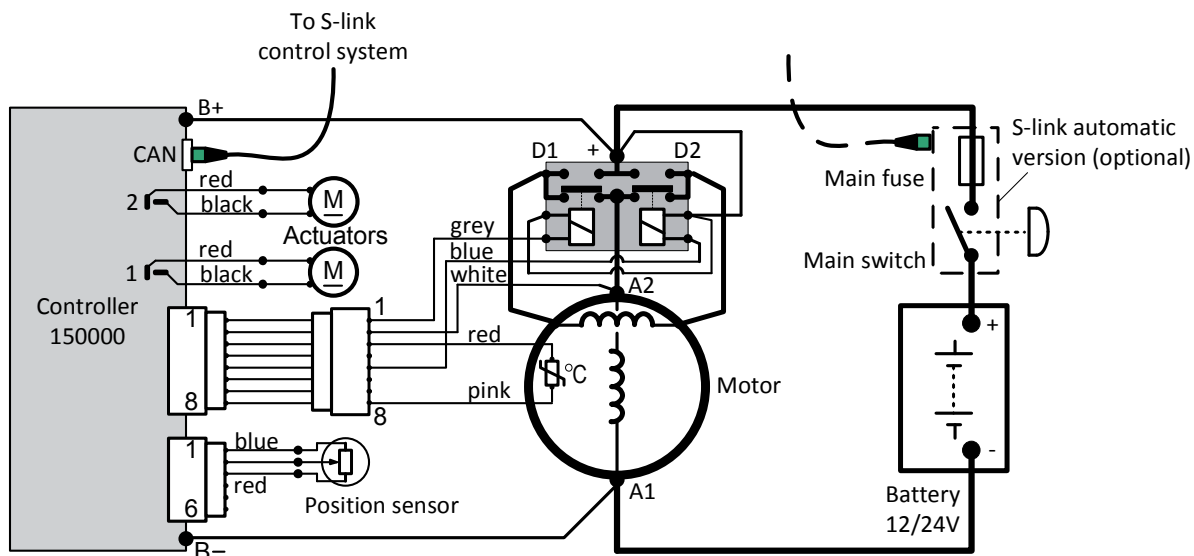 To S-link
control system
B+
CAN
red
2
black
Actuators
red
1
black
Controller
150000
1
8
1
8
grey
blue
white
red
pink
1
6
blue
red
Position sensor
B–
D1
+
D2
A2
M
M
°C
Motor
A1
Main fuse
S-link automatic
version (optional)
Main switch
+
-
Battery
12/24V